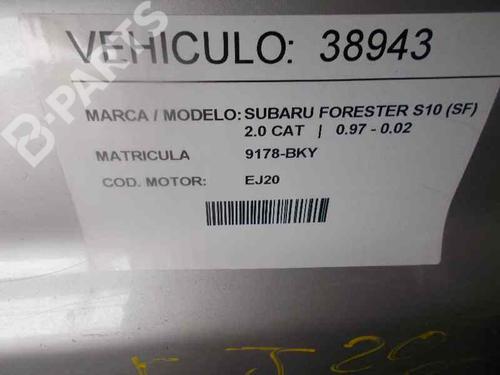 VEHICULO: 38943
MARCA / MODELO: SUBARU FORESTER S10 (SF)
2.0 CAT | 0.97 - 0.02
MATRICULA 9178-BKY
COD. MOTOR: EJ20
B-PARTS